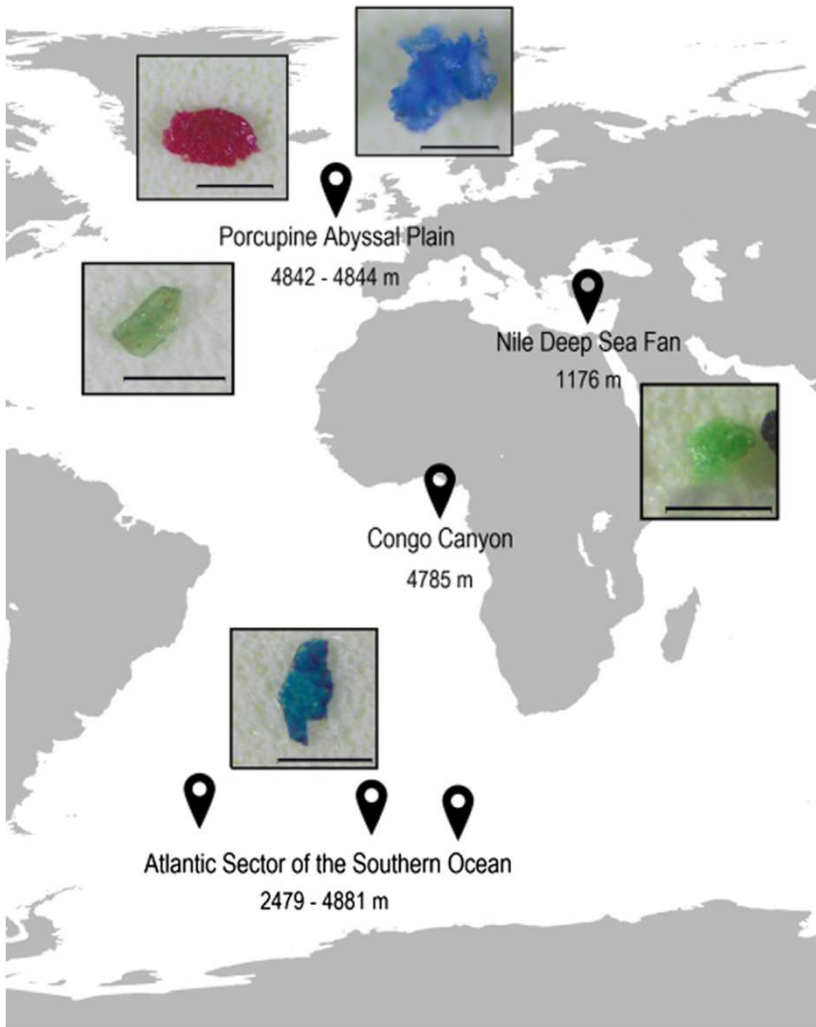 Porcupine Abyssal Plain
4842 - 4844 m
Nile Deep Sea Fan
1176 m
Congo Canyon
4785 m
Atlantic Sector of the Southern Ocean
2479 - 4881 m